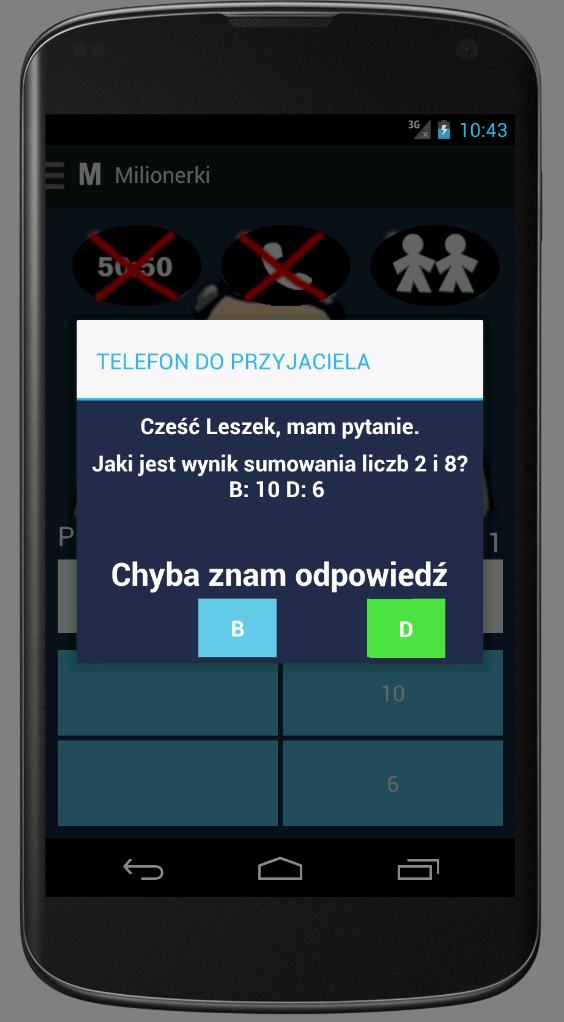 3G 10:43
M Milionerki
50:50
TELEFON DO PRZYJACIELA
Cześć Leszek, mam pytanie.
Jaki jest wynik sumowania liczb 2 i 8?
B: 10 D: 6
P 1
Chyba znam odpowiedź
B D
10
6